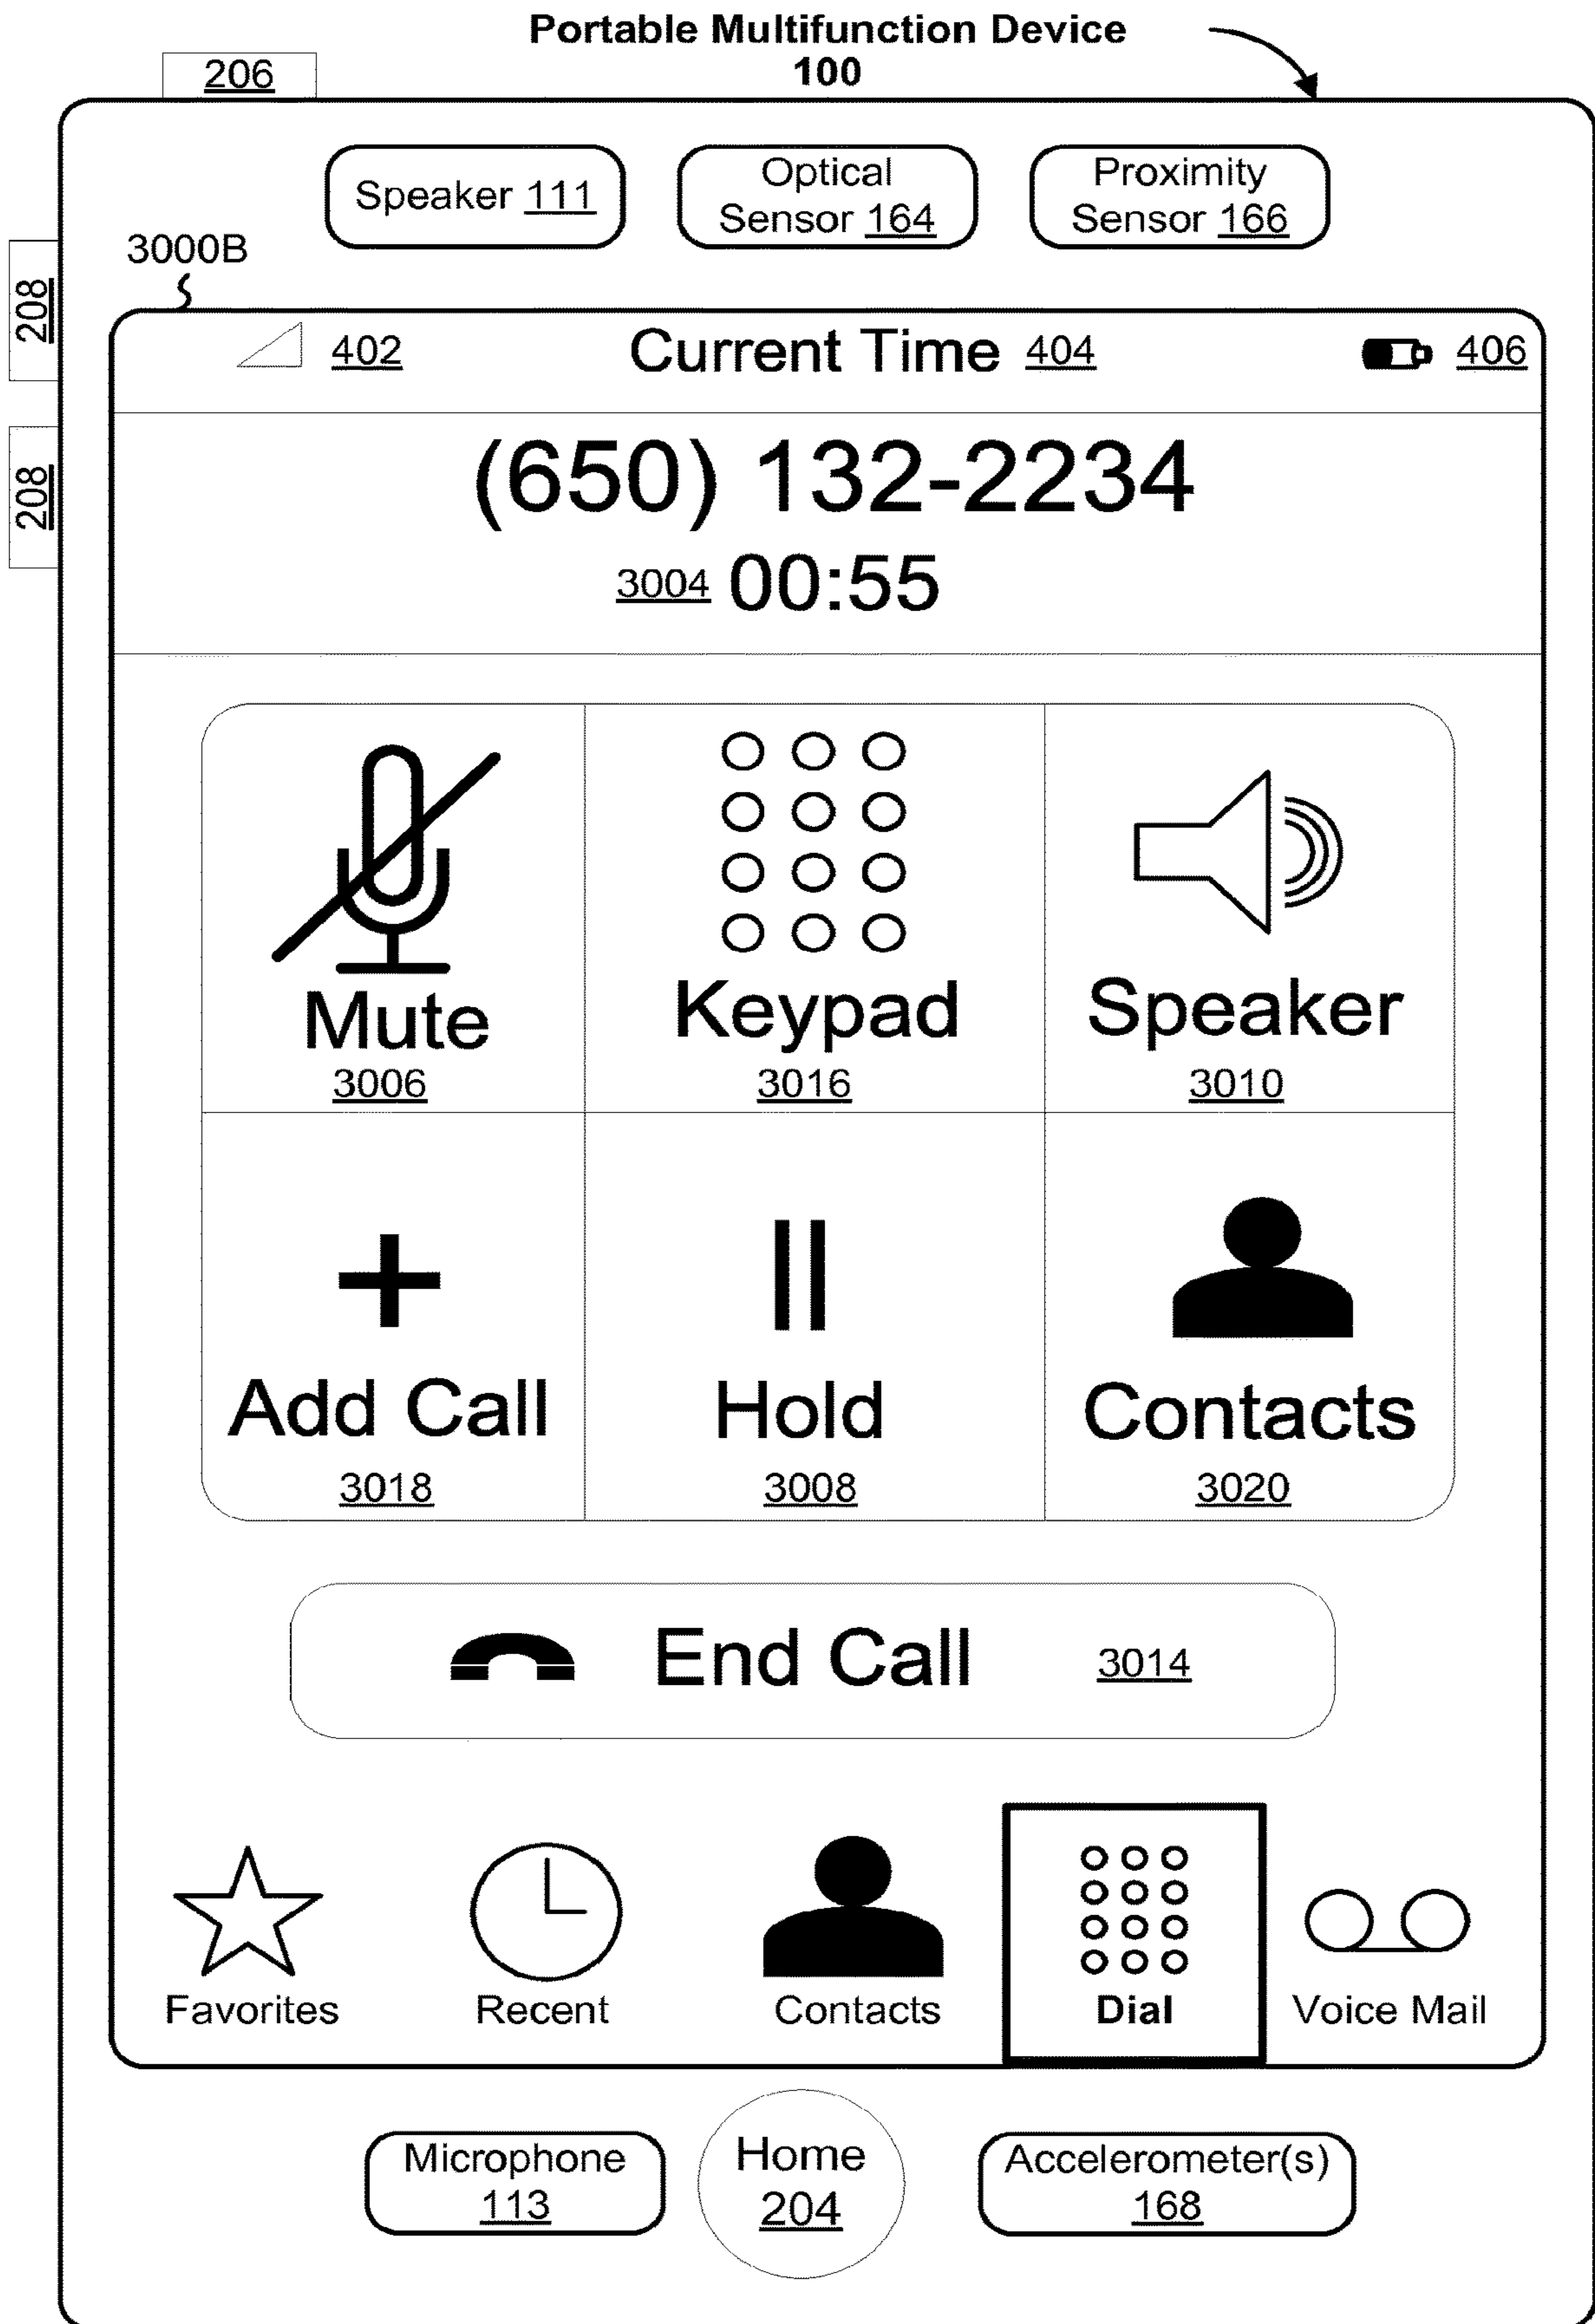 Portable Multifunction Device
100
206
Speaker 111
Optical
Sensor 164
Proximity
Sensor 166
3000B
208
402 Current Time 404 406
(650) 132-2234
208
3004 00:55
Mute
3006
Keypad
3016
Speaker
3010
Add Call
3018
Hold
3008
Contacts
3020
End Call 3014
Favorites
Recent
Contacts
Dial
Voice Mail
Microphone
113
Home
204
Accelerometer(s)
168